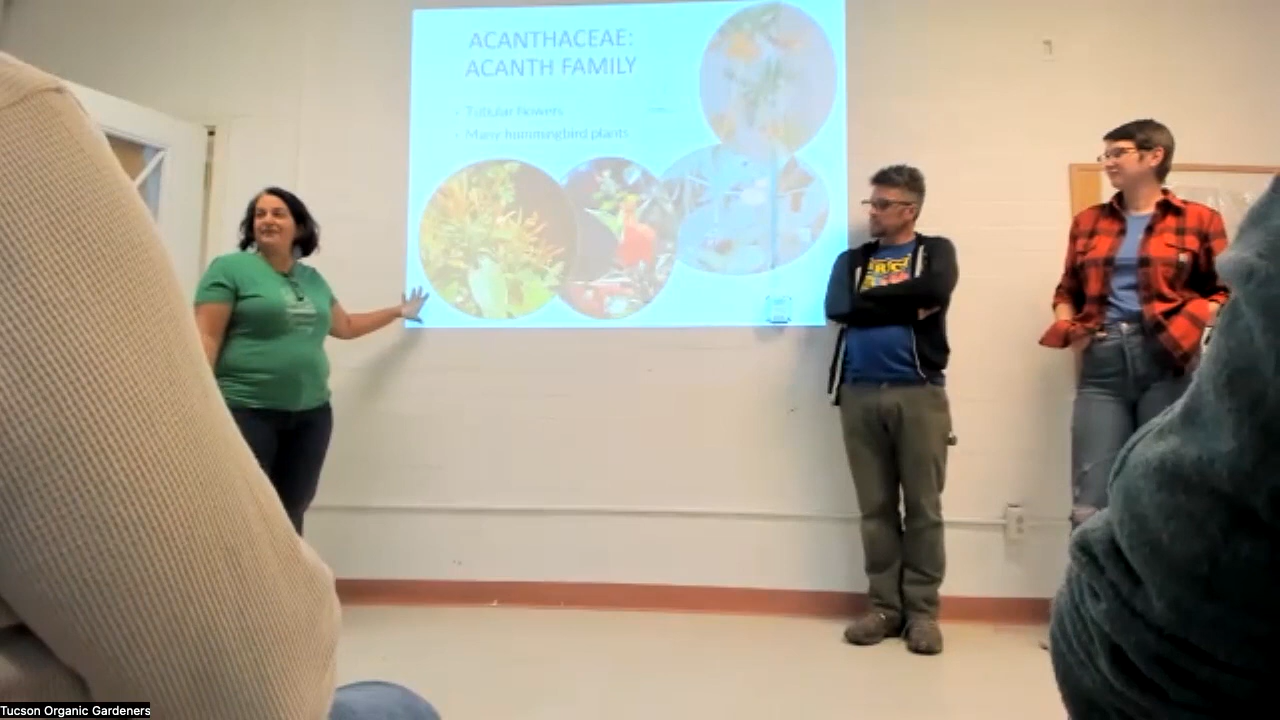 ACANTHACEAE:
ACANTH FAMILY
• Tubular flowers
• Many hummingbird plants
Tucson Organic Gardeners